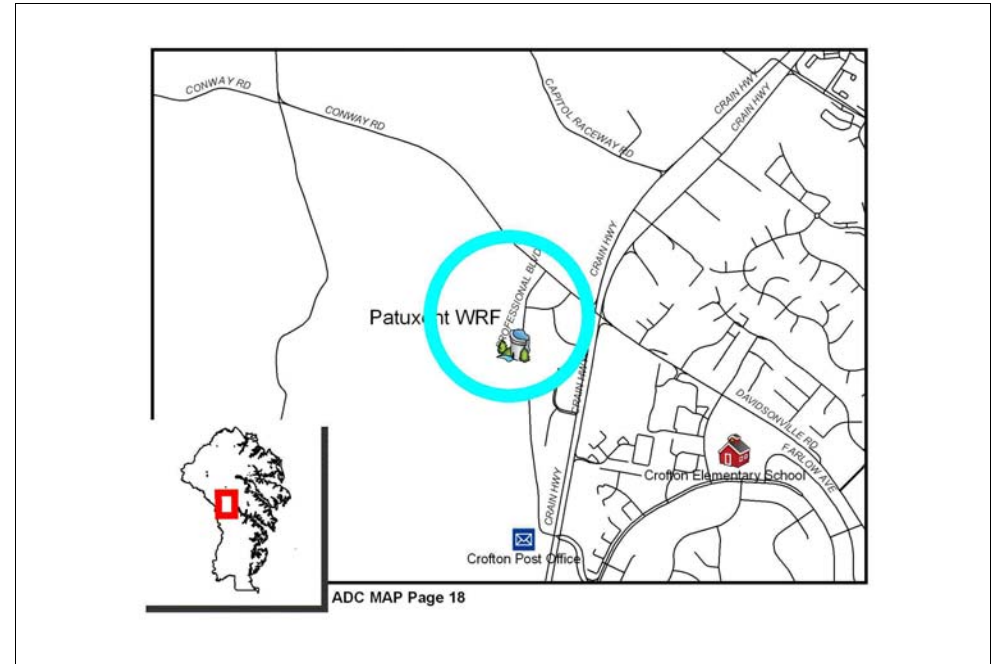 CONWAY RD
CONWAY RD
CAPITOL RACEWAY RD
CRAIN HWY
CRAIN HWY
CRAIN HWY
PROFESSIONAL BLVD
Patuxent WRF
CRAIN HWY
DAVIDSONVILLE RD
FARLOW AVE
Crofton Elementary School
CRAIN HWY
Crofton Post Office
ADC MAP Page 18